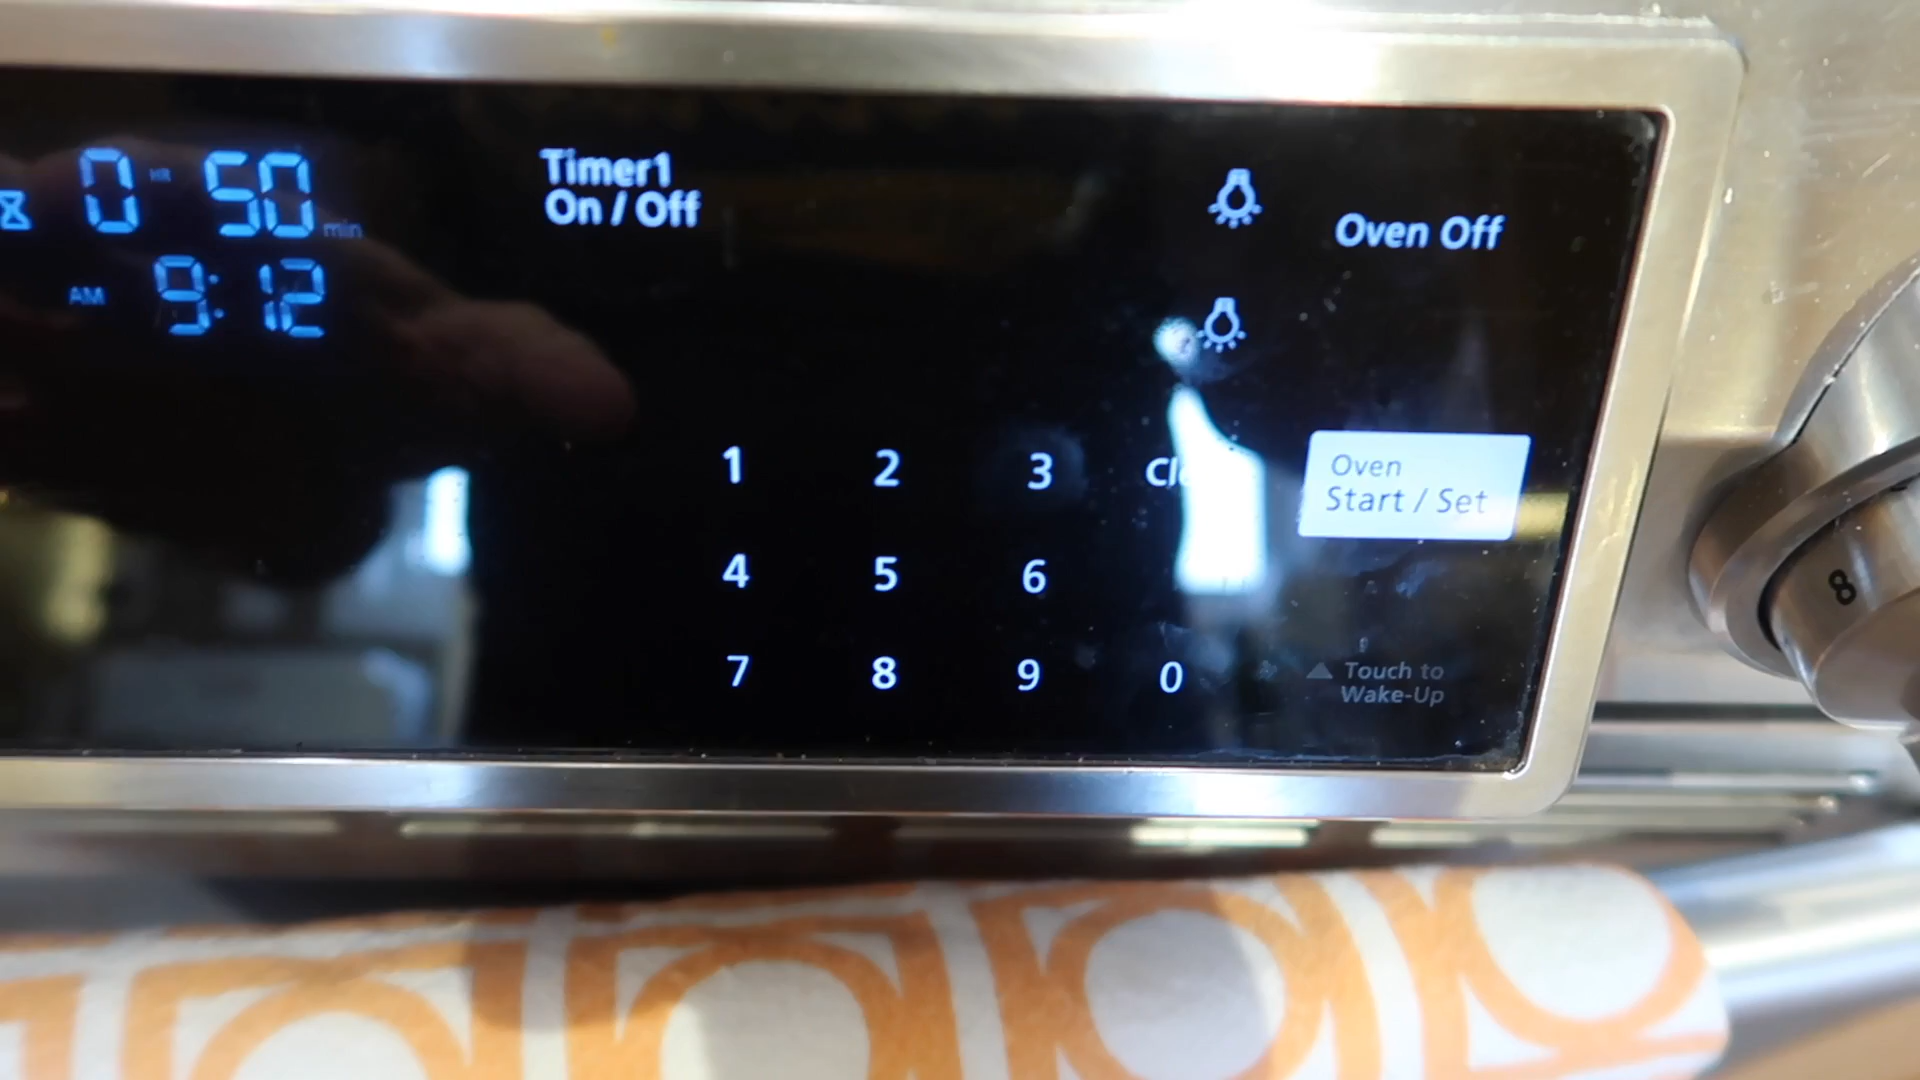 0 HR 50 min
AM 9:12
Timer1
On / Off
Oven Off
1 2 3
4 5 6
7 8 9 0
Oven
Start / Set
Touch to
Wake-Up
8